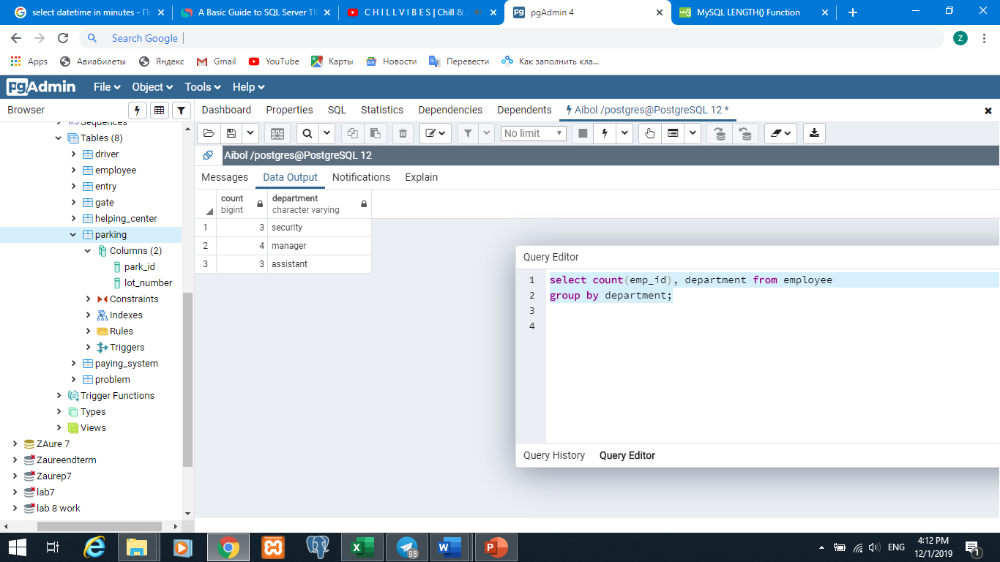 select datetime in minutes - По
A Basic Guide to SQL Server TI
C H I L L V I B E S | Chill &
pgAdmin 4
MySQL LENGTH() Function
Search Google
Z
Apps
Авиабилеты
Яндекс
Gmail
YouTube
Карты
Новости
Перевести
Как заполнить кла...
pgAdmin File Object Tools Help
Browser
Dashboard Properties SQL Statistics Dependencies Dependents Aibol /postgres@PostgreSQL 12 *
No limit
Aibol /postgres@PostgreSQL 12
Messages Data Output Notifications Explain
count
bigint
department
character varying
1 3 security
2 4 manager
3 3 assistant
Sequences
Tables (8)
driver
employee
entry
gate
helping_center
parking
Columns (2)
park_id
lot_number
Constraints
Indexes
Rules
Triggers
paying_system
problem
Trigger Functions
Types
Views
ZAure 7
Zaureendterm
Zaurep7
lab7
lab 8 work
Query Editor
1 select count(emp_id), department from employee
2 group by department;
3
4
Query History Query Editor
98
ENG
4:12 PM
12/1/2019
1